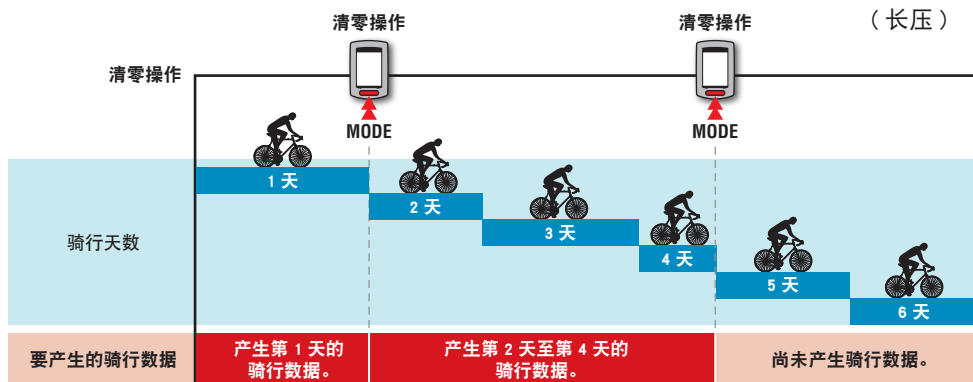 （长压）
清零操作
清零操作
清零操作
MODE
MODE
1 天
2 天
3 天
4 天
5 天
6 天
骑行天数
要产生的骑行数据
产生第 1 天的
骑行数据。
产生第 2 天至第 4 天的
骑行数据。
尚未产生骑行数据。